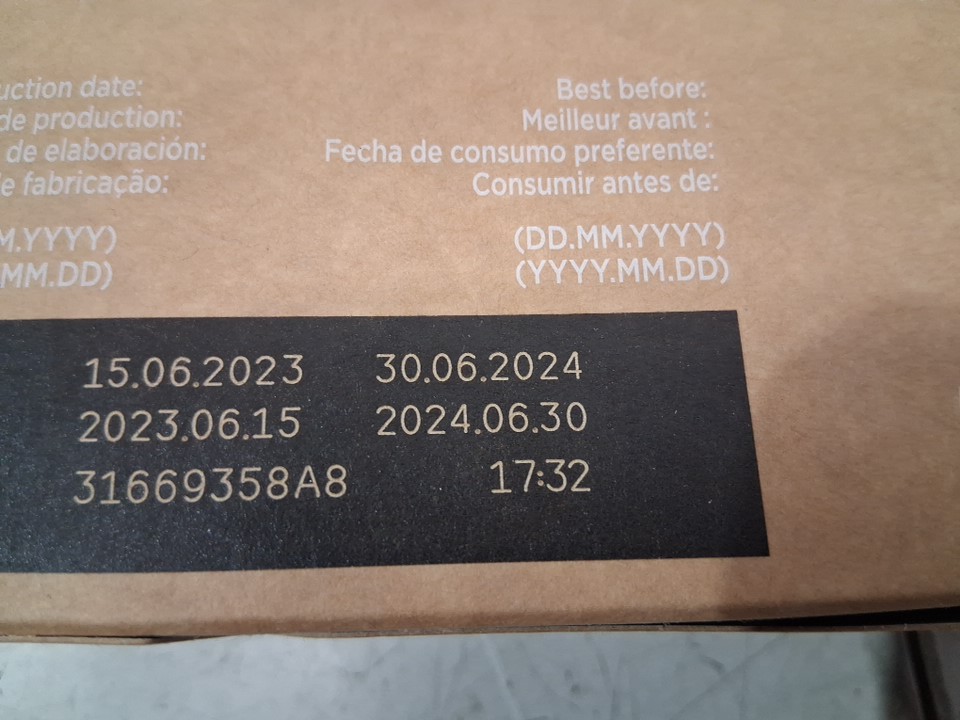 uction date:
de production:
de elaboración:
e fabricação:
M.YYYY)
MM.DD)
Best before:
Meilleur avant :
Fecha de consumo preferente:
Consumir antes de:
(DD.MM.YYYY)
(YYYY.MM.DD)
15.06.2023 30.06.2024
2023.06.15 2024.06.30
31669358A8 17:32